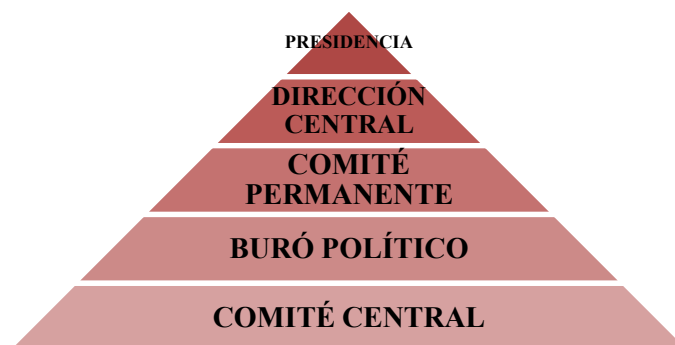 PRESIDENCIA
DIRECCIÓN
CENTRAL
COMITÉ
PERMANENTE
BURÓ POLÍTICO
COMITÉ CENTRAL